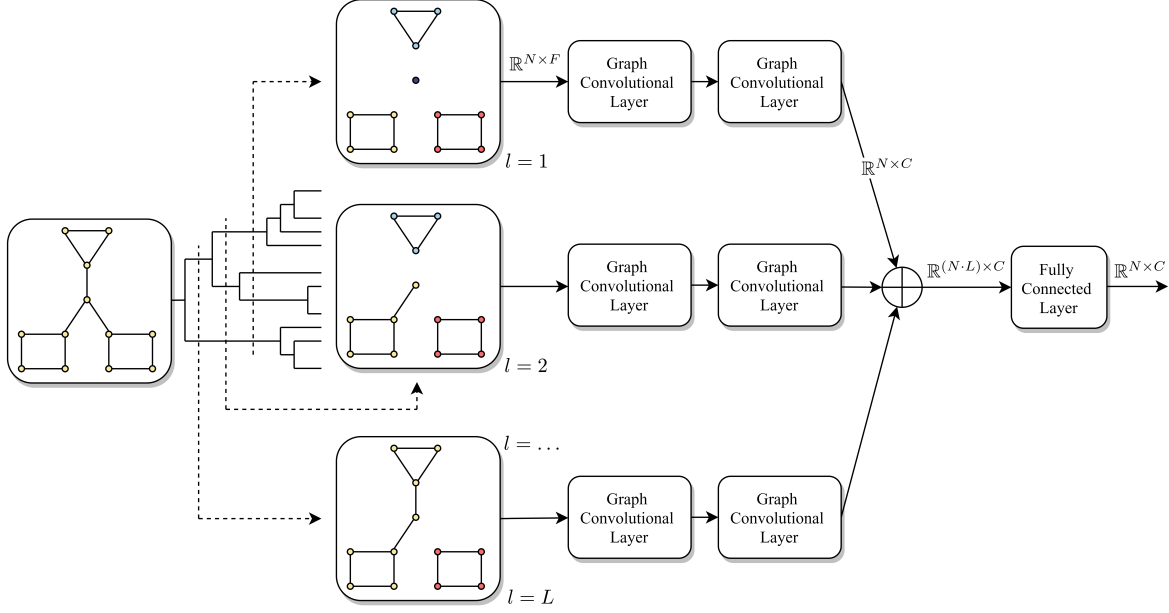 ℝ^{N×F}
Graph
Convolutional
Layer
Graph
Convolutional
Layer
l = 1
ℝ^{N×C}
Graph
Convolutional
Layer
Graph
Convolutional
Layer
ℝ^{(N·L)×C}
Fully
Connected
Layer
ℝ^{N×C}
l = 2
l = ...
Graph
Convolutional
Layer
Graph
Convolutional
Layer
l = L